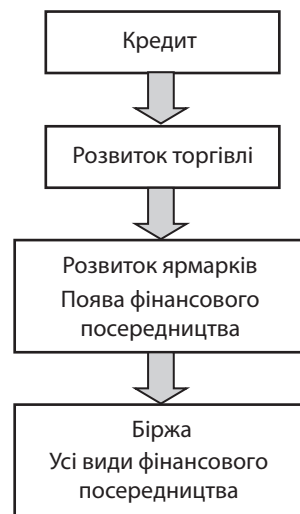 Кредит
Розвиток торгівлі
Розвиток ярмарків
Поява фінансового
посередництва
Біржа
Усі види фінансового
посередництва